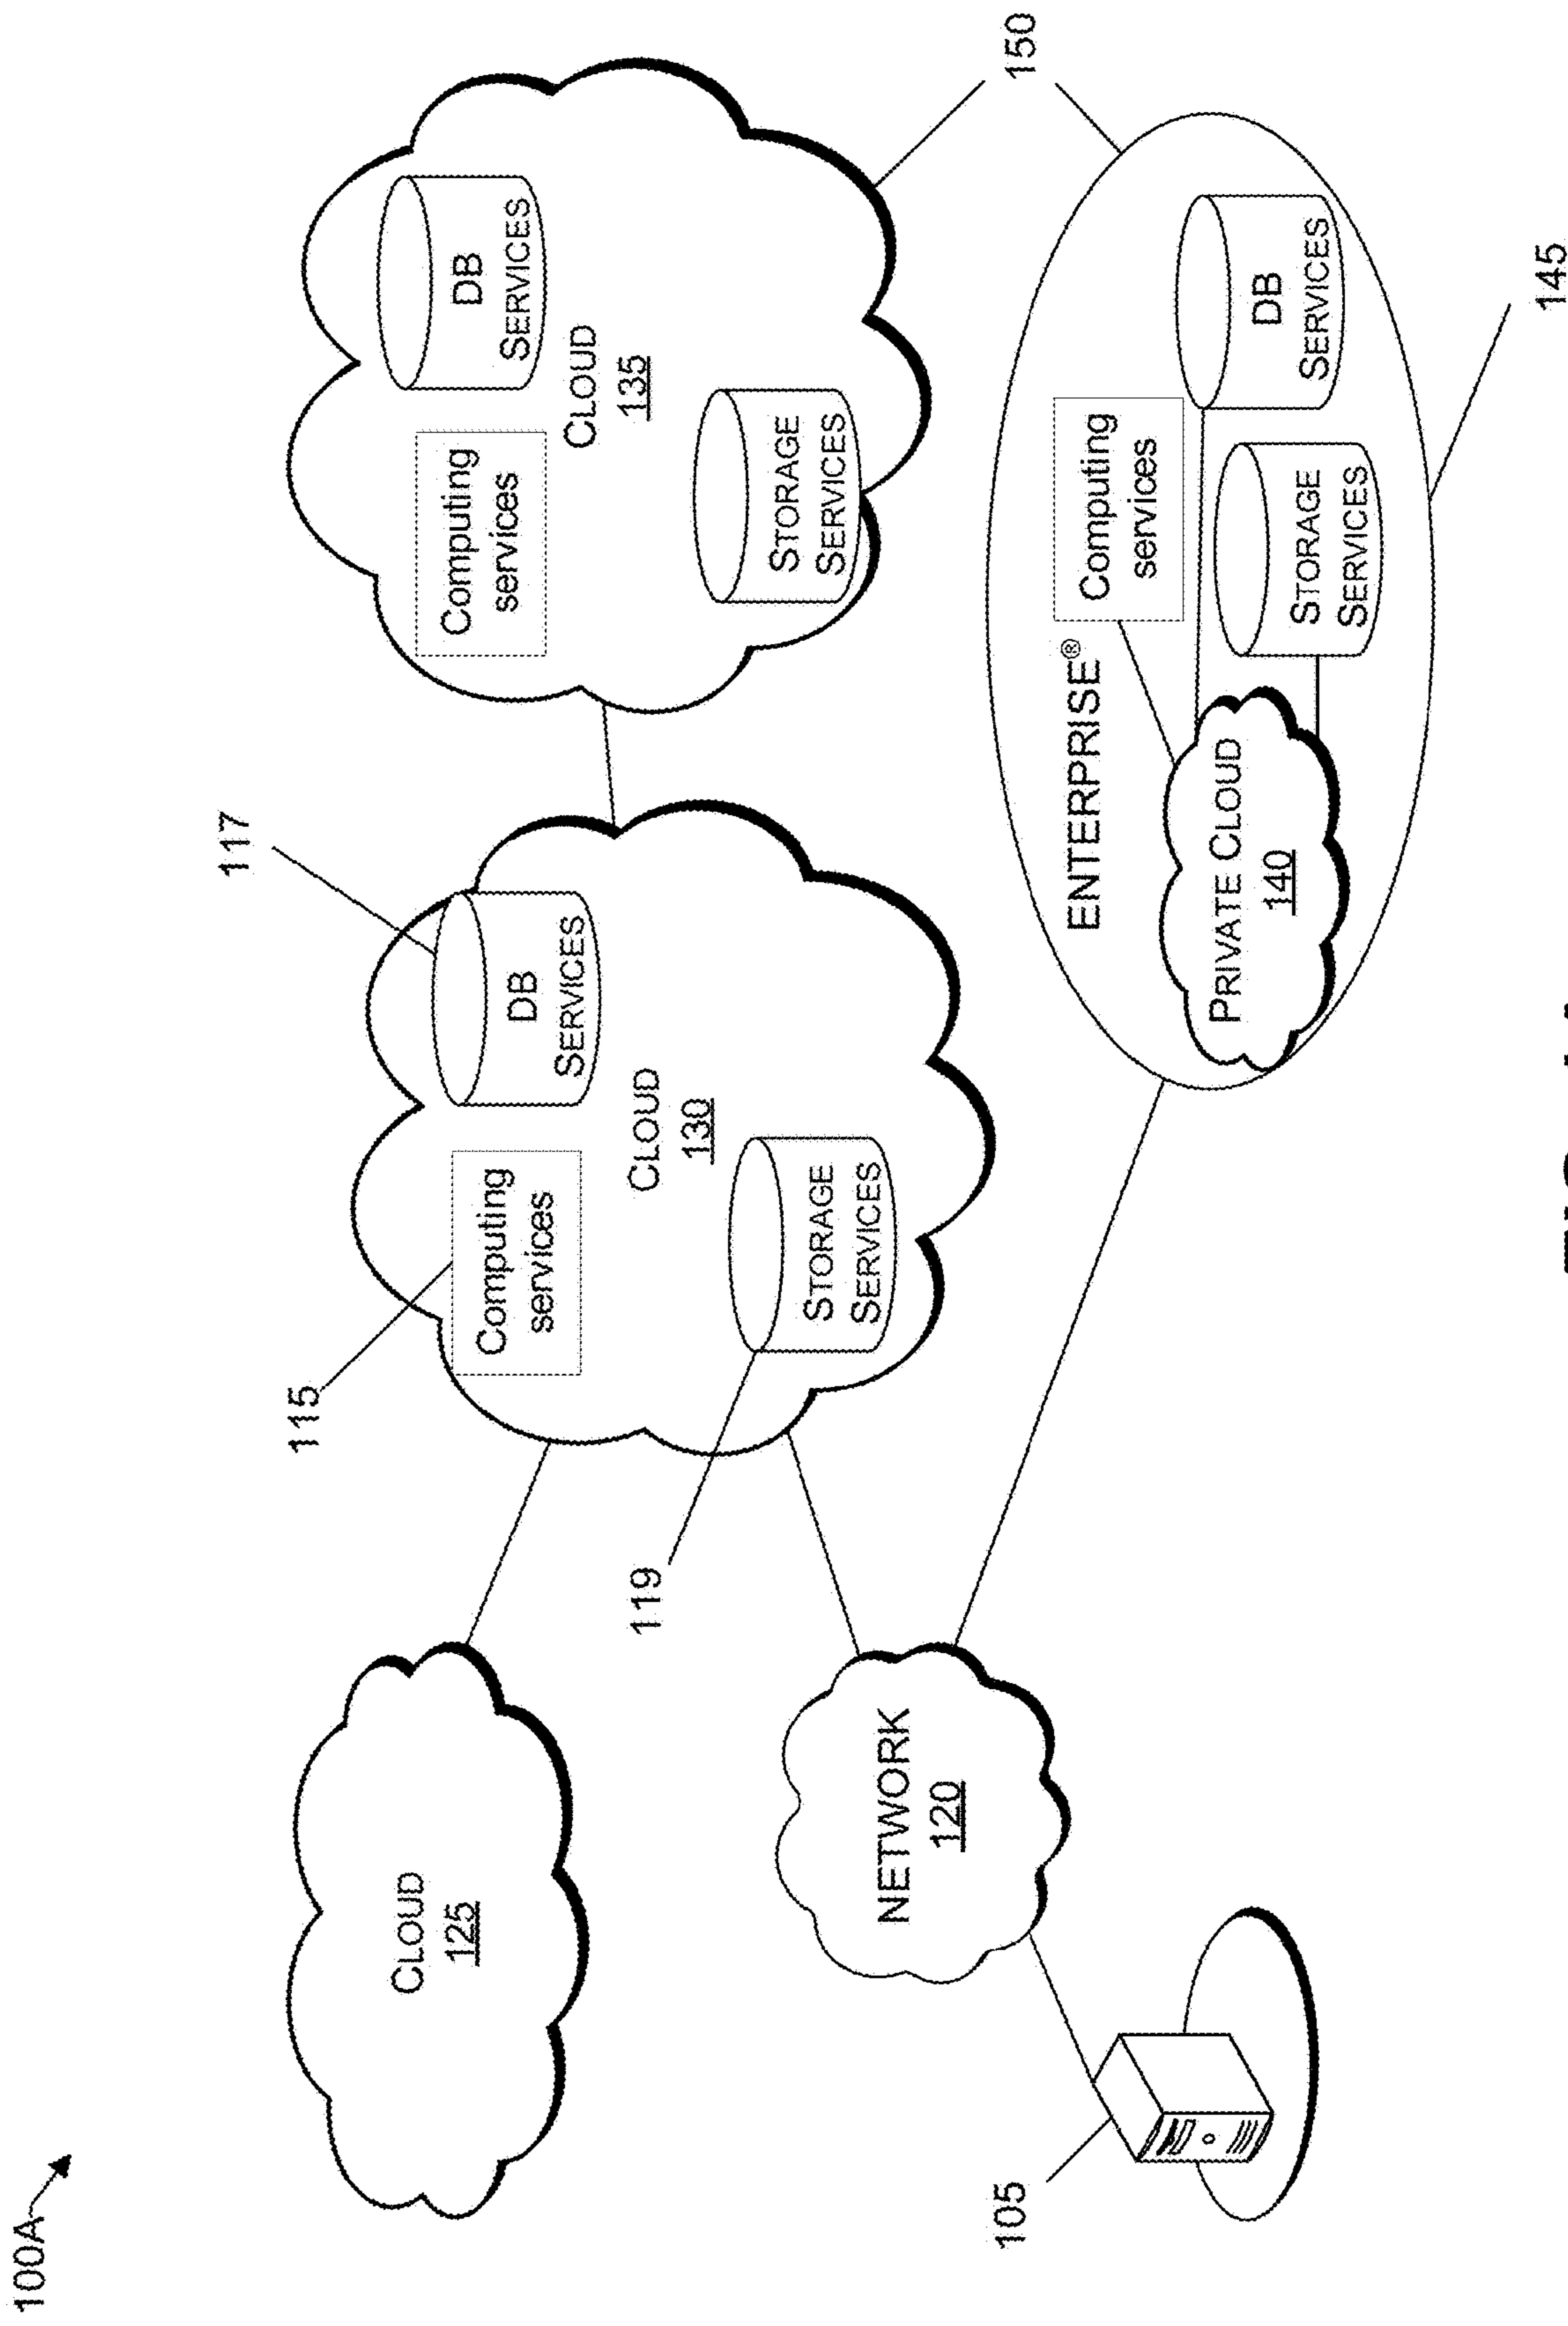 100A
CLOUD
125
115
Computing
services
117
DB
SERVICES
CLOUD
130
119
STORAGE
SERVICES
Computing
services
DB
SERVICES
CLOUD
135
STORAGE
SERVICES
150
NETWORK
120
105
ENTERPRISE®
Computing
services
PRIVATE CLOUD
140
DB
SERVICES
STORAGE
SERVICES
145